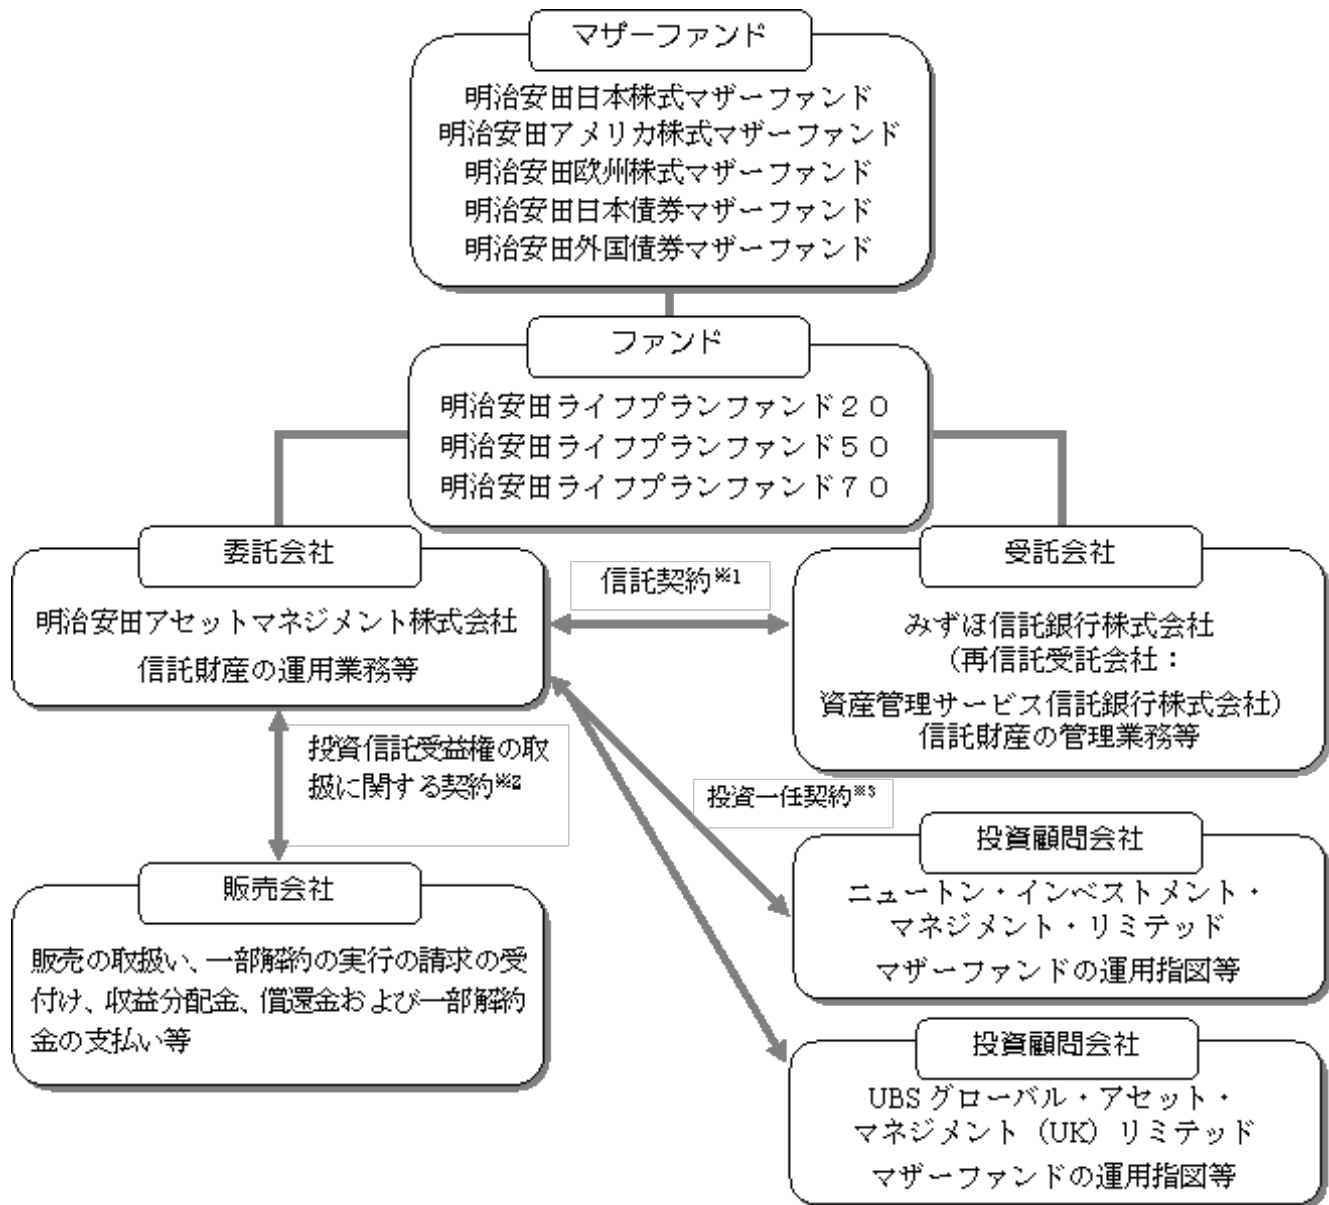 マザーファンド
明治安田日本株式マザーファンド
明治安田アメリカ株式マザーファンド
明治安田欧州株式マザーファンド
明治安田日本債券マザーファンド
明治安田外国債券マザーファンド
ファンド
明治安田ライフプランファンド２０
明治安田ライフプランファンド５０
明治安田ライフプランファンド７０
委託会社
明治安田アセットマネジメント株式会社
信託財産の運用業務等
信託契約※1
受託会社
みずほ信託銀行株式会社
（再信託受託会社：
資産管理サービス信託銀行株式会社）
信託財産の管理業務等
投資信託受益権の取
扱に関する契約※2
投資一任契約※3
販売会社
販売の取扱い、一部解約の実行の請求の受
付け、収益分配金、償還金および一部解約
金の支払い等
投資顧問会社
ニュートン・インベストメント・
マネジメント・リミテッド
マザーファンドの運用指図等
投資顧問会社
UBSグローバル・アセット・
マネジメント（UK）リミテッド
マザーファンドの運用指図等